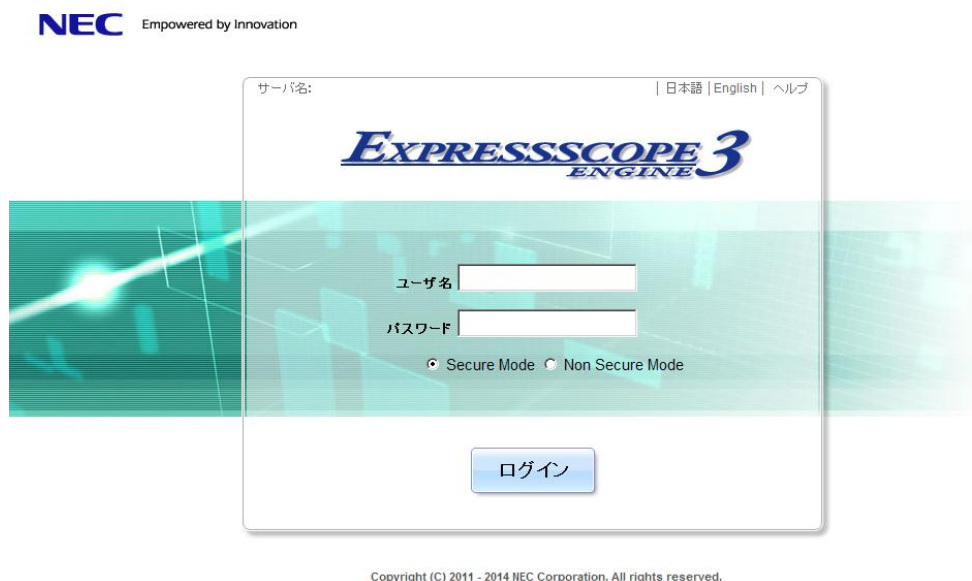 NEC Empowered by Innovation
サーバ名: | 日本語 | English | ヘルプ
EXPRESSSCOPE 3
ENGINE
ユーザ名
パスワード
Secure Mode Non Secure Mode
ログイン
Copyright (C) 2011 - 2014 NEC Corporation. All rights reserved.